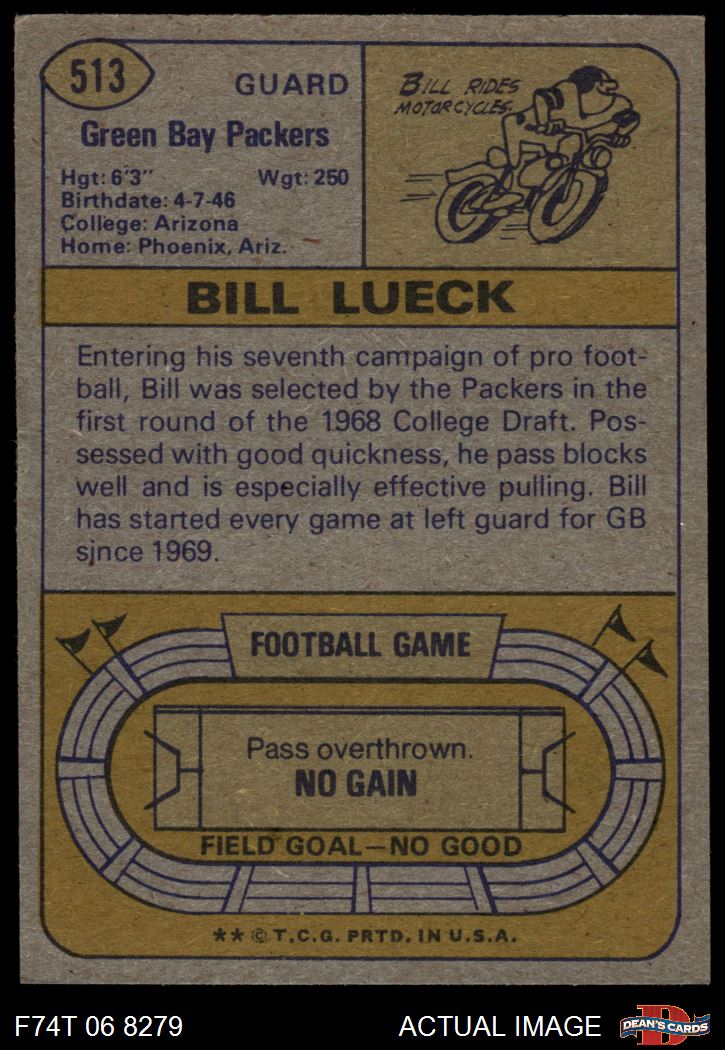 513
GUARD
Green Bay Packers
Hgt: 6'3" Wgt: 250
Birthdate: 4-7-46
College: Arizona
Home: Phoenix, Ariz.
BILL RIDES
MOTORCYCLES.
BILL LUECK
Entering his seventh campaign of pro foot-
ball, Bill was selected by the Packers in the
first round of the 1968 College Draft. Pos-
sessed with good quickness, he pass blocks
well and is especially effective pulling. Bill
has started every game at left guard for GB
since 1969.
FOOTBALL GAME
Pass overthrown.
NO GAIN
FIELD GOAL—NO GOOD
** © T.C.G. PRTD. IN U.S.A.
F74T 06 8279 ACTUAL IMAGE
D
DEAN'S CARDS